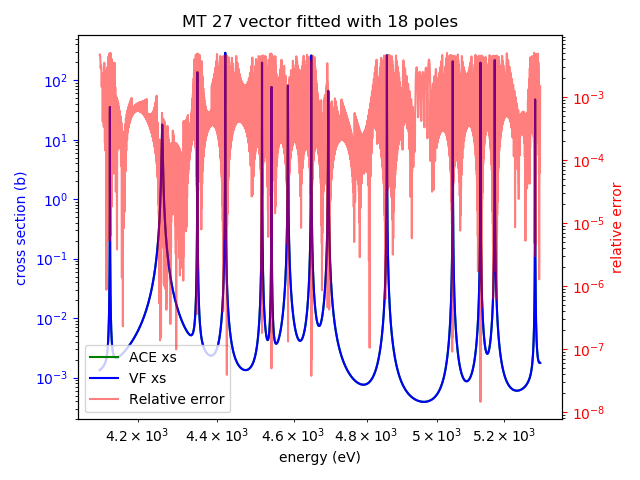 MT 27 vector fitted with 18 poles
cross section (b)
10²
10¹
10⁰
10⁻¹
10⁻²
10⁻³
10⁻³
10⁻⁴
10⁻⁵
10⁻⁶
10⁻⁷
10⁻⁸
relative error
ACE xs
VF xs
Relative error
4.2 × 10³ 4.4 × 10³ 4.6 × 10³ 4.8 × 10³ 5 × 10³ 5.2 × 10³
energy (eV)